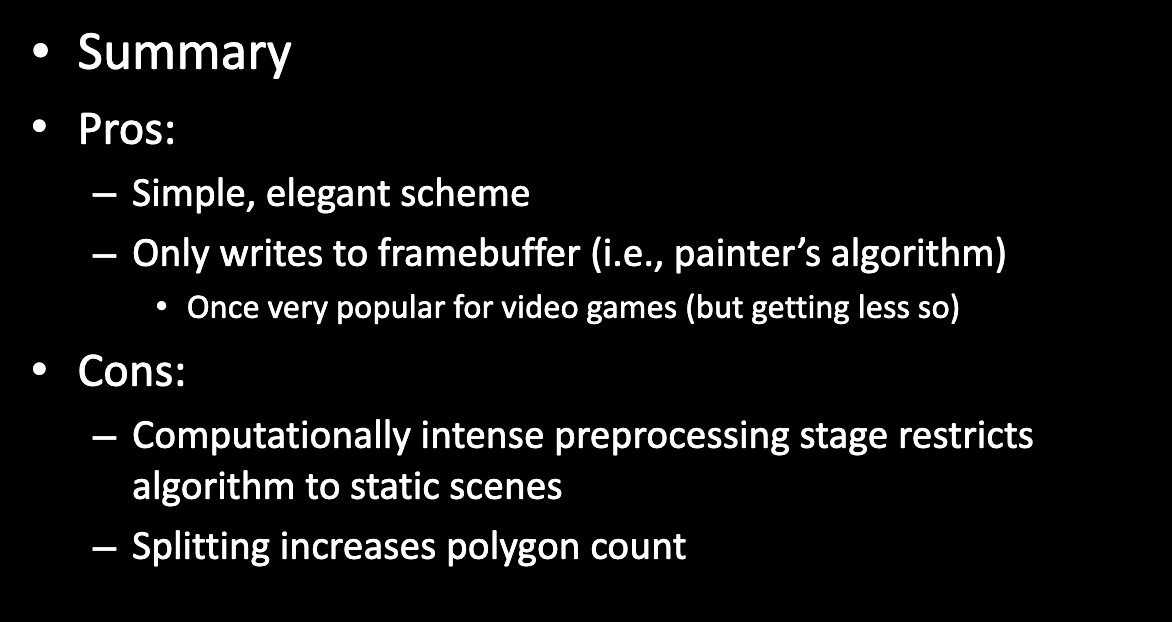 • Summary
• Pros:
– Simple, elegant scheme
– Only writes to framebuffer (i.e., painter’s algorithm)
• Once very popular for video games (but getting less so)
• Cons:
– Computationally intense preprocessing stage restricts
algorithm to static scenes
– Splitting increases polygon count